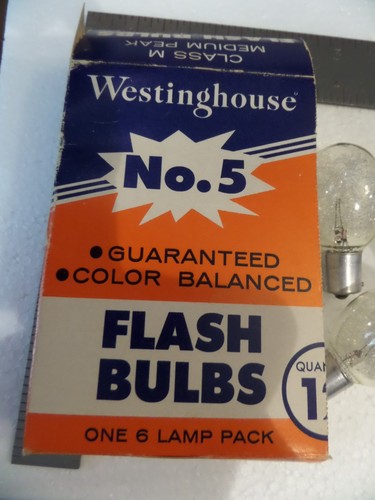 CLASS M
MEDIUM PEAK
Westinghouse
No. 5
• GUARANTEED
• COLOR BALANCED
FLASH
BULBS
ONE 6 LAMP PACK